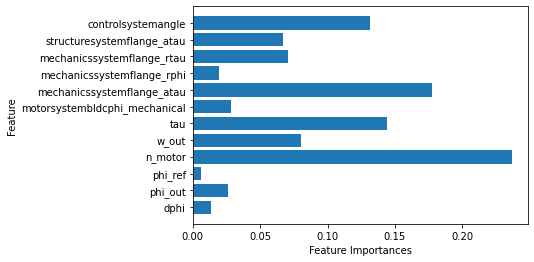 controlsystemangle
structuresystemflange_atau
mechanicssystemflange_rtau
mechanicssystemflange_rphi
mechanicssystemflange_atau
motorsystembldcphi_mechanical
tau
w_out
n_motor
phi_ref
phi_out
dphi
Feature
0.00 0.05 0.10 0.15 0.20
Feature Importances